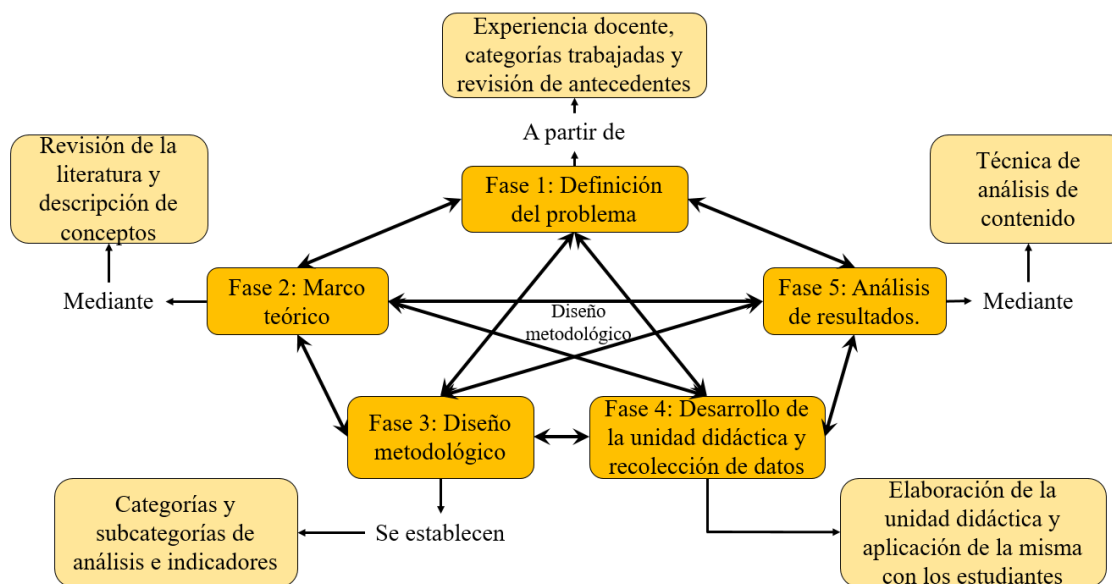 Experiencia docente,
categorías trabajadas y
revisión de antecedentes
A partir de
Revisión de la
literatura y
descripción de
conceptos
Técnica de
análisis de
contenido
Fase 1: Definición
del problema
Mediante
Fase 2: Marco
teórico
Diseño
metodológico
Fase 5: Análisis
de resultados.
Mediante
Fase 3: Diseño
metodológico
Fase 4: Desarrollo de
la unidad didáctica y
recolección de datos
Categorías y
subcategorías de
análisis e indicadores
Se establecen
Elaboración de la
unidad didáctica y
aplicación de la misma
con los estudiantes